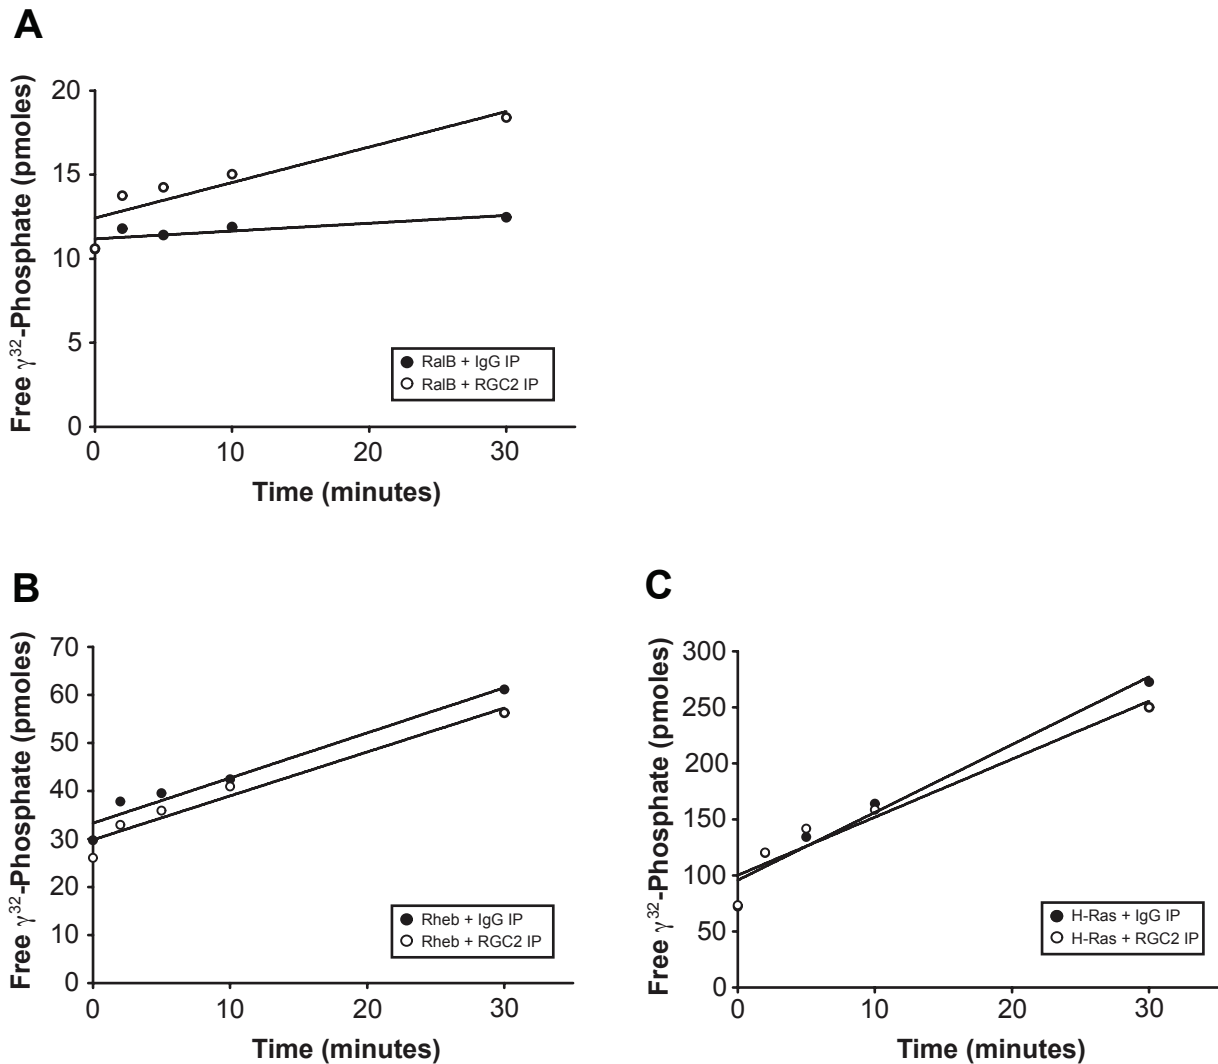 A
Free γ³²-Phosphate (pmoles)
20
15
10
5
0
0 10 20 30
Time (minutes)
RalB + IgG IP
RalB + RGC2 IP
B
Free γ³²-Phosphate (pmoles)
70
60
50
40
30
20
10
0
0 10 20 30
Time (minutes)
Rheb + IgG IP
Rheb + RGC2 IP
C
Free γ³²-Phosphate (pmoles)
300
250
200
150
100
50
0
0 10 20 30
Time (minutes)
H-Ras + IgG IP
H-Ras + RGC2 IP